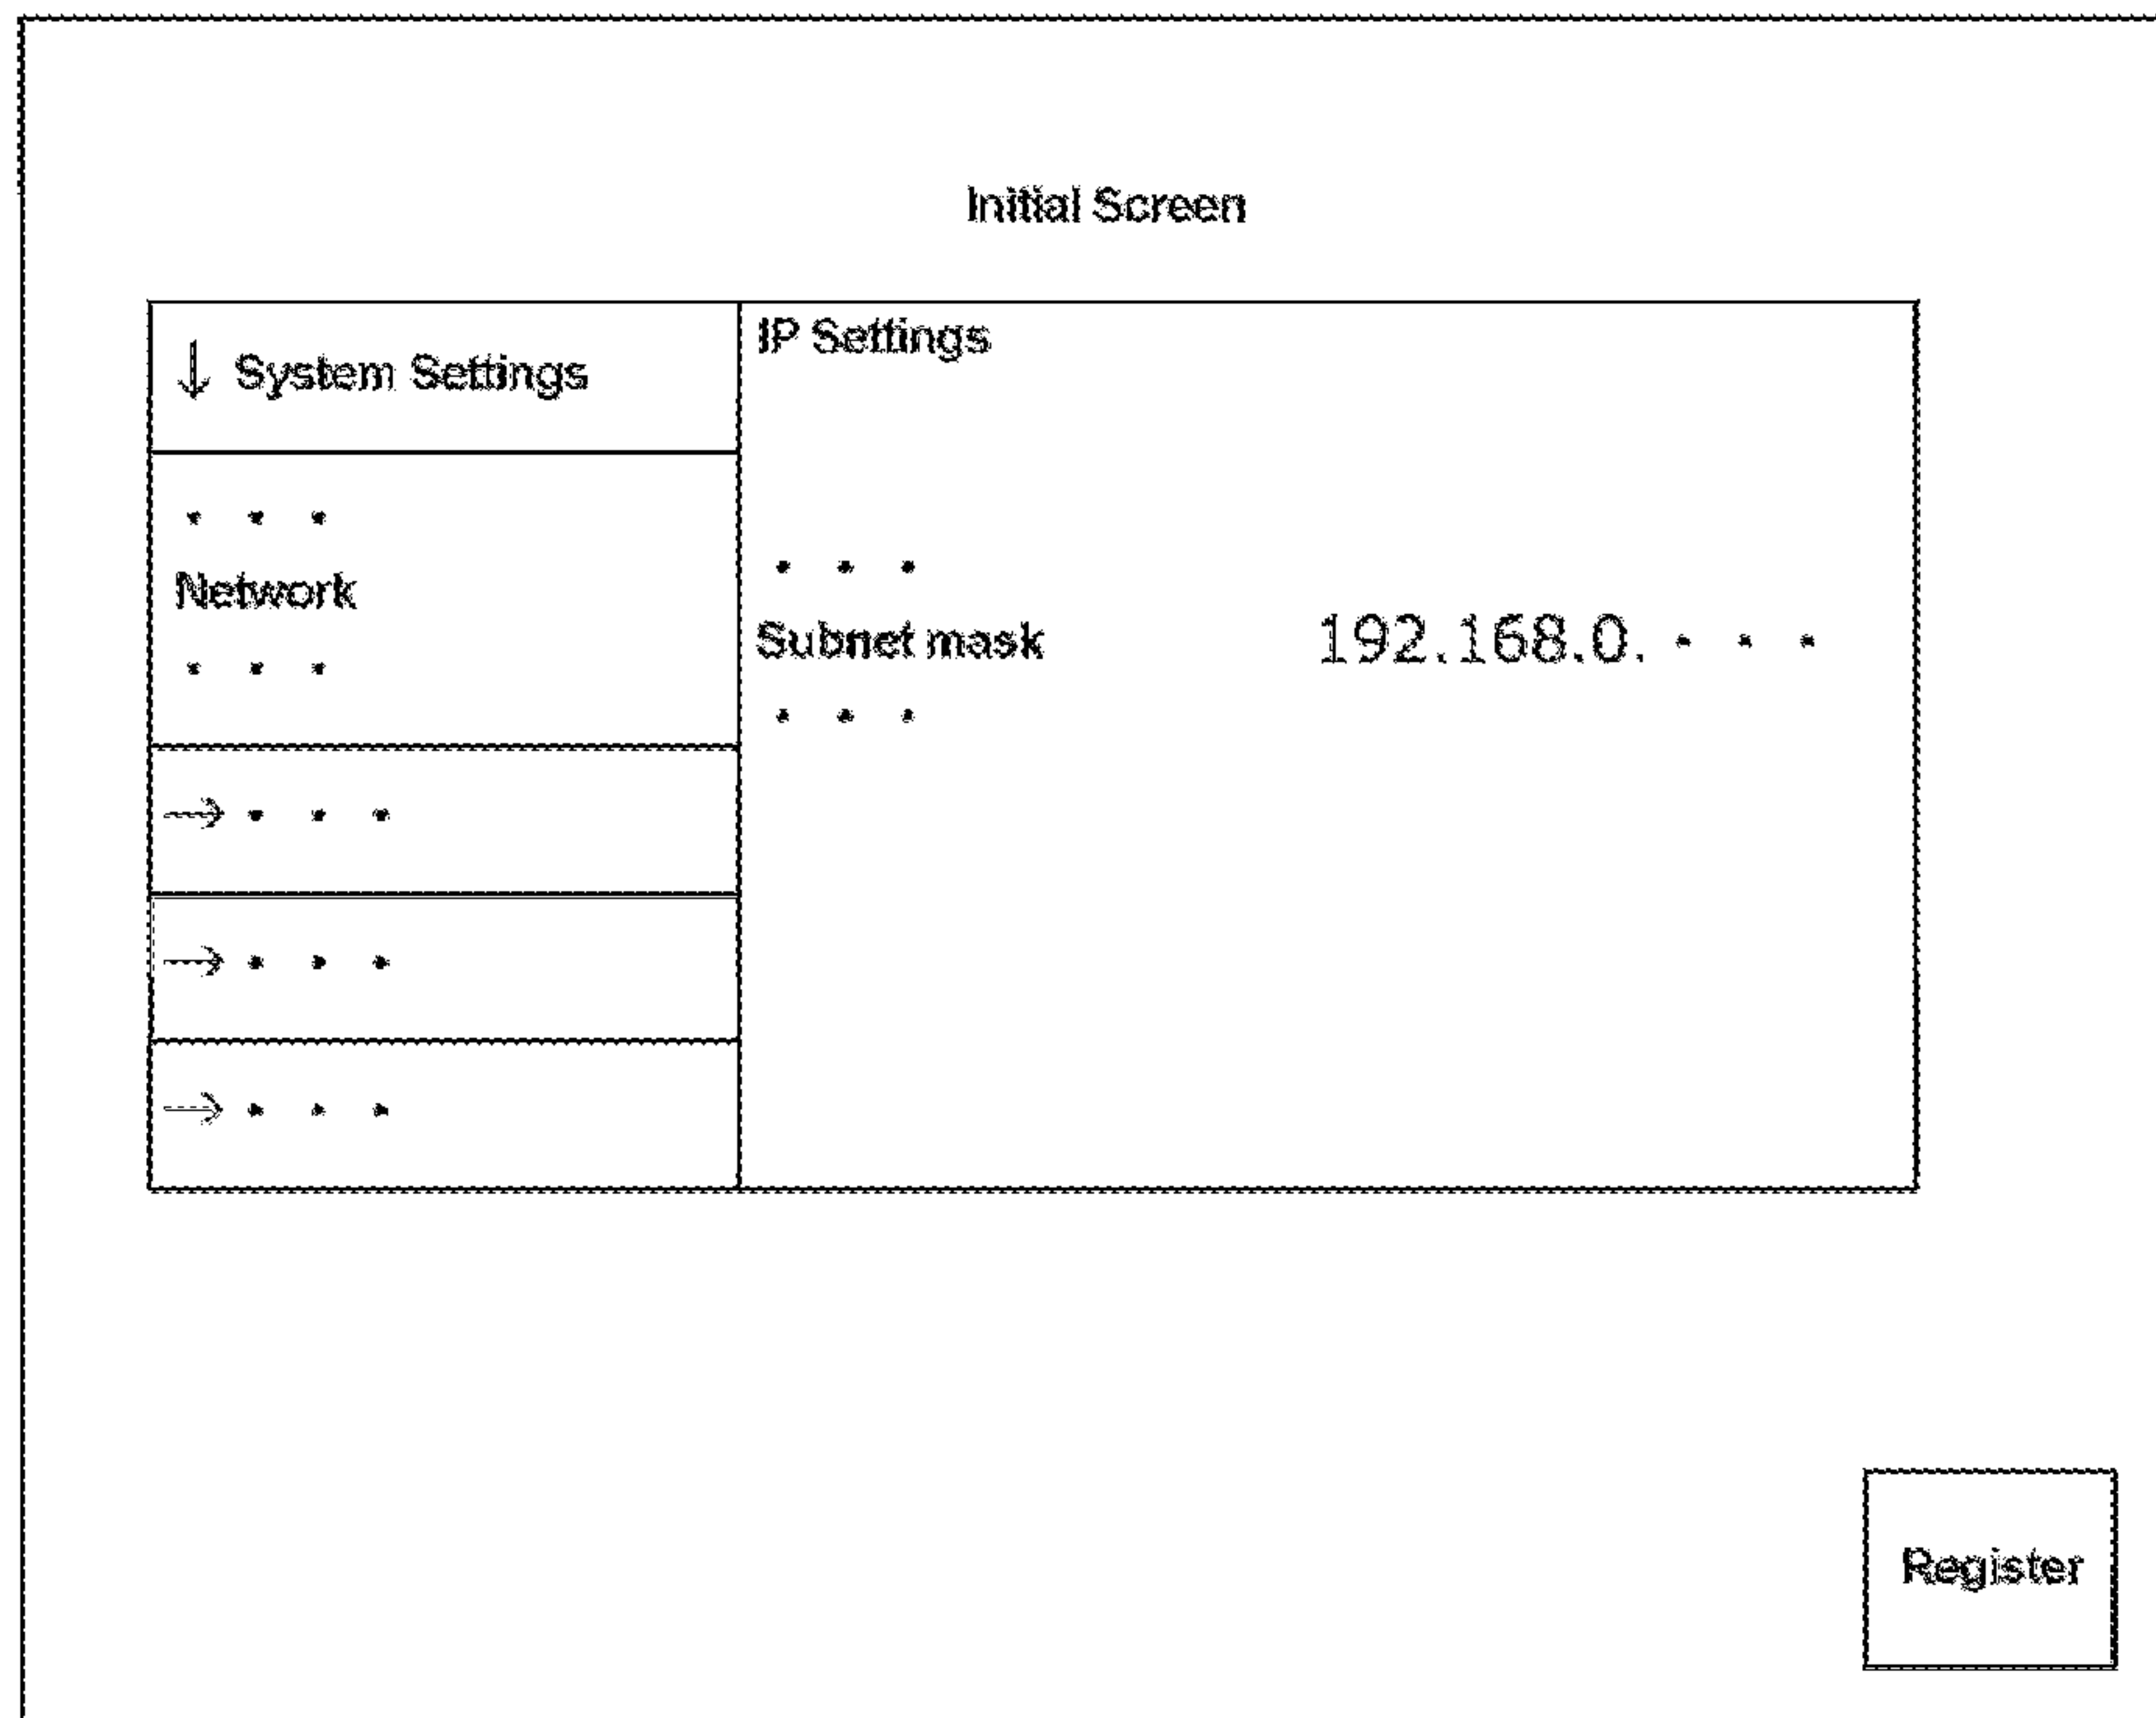 Initial Screen
↓ System Settings
・・・
Network
・・・
→・・・
→・・・
→・・・
IP Settings
・・・
Subnet mask 192.168.0.・・・
・・・
Register